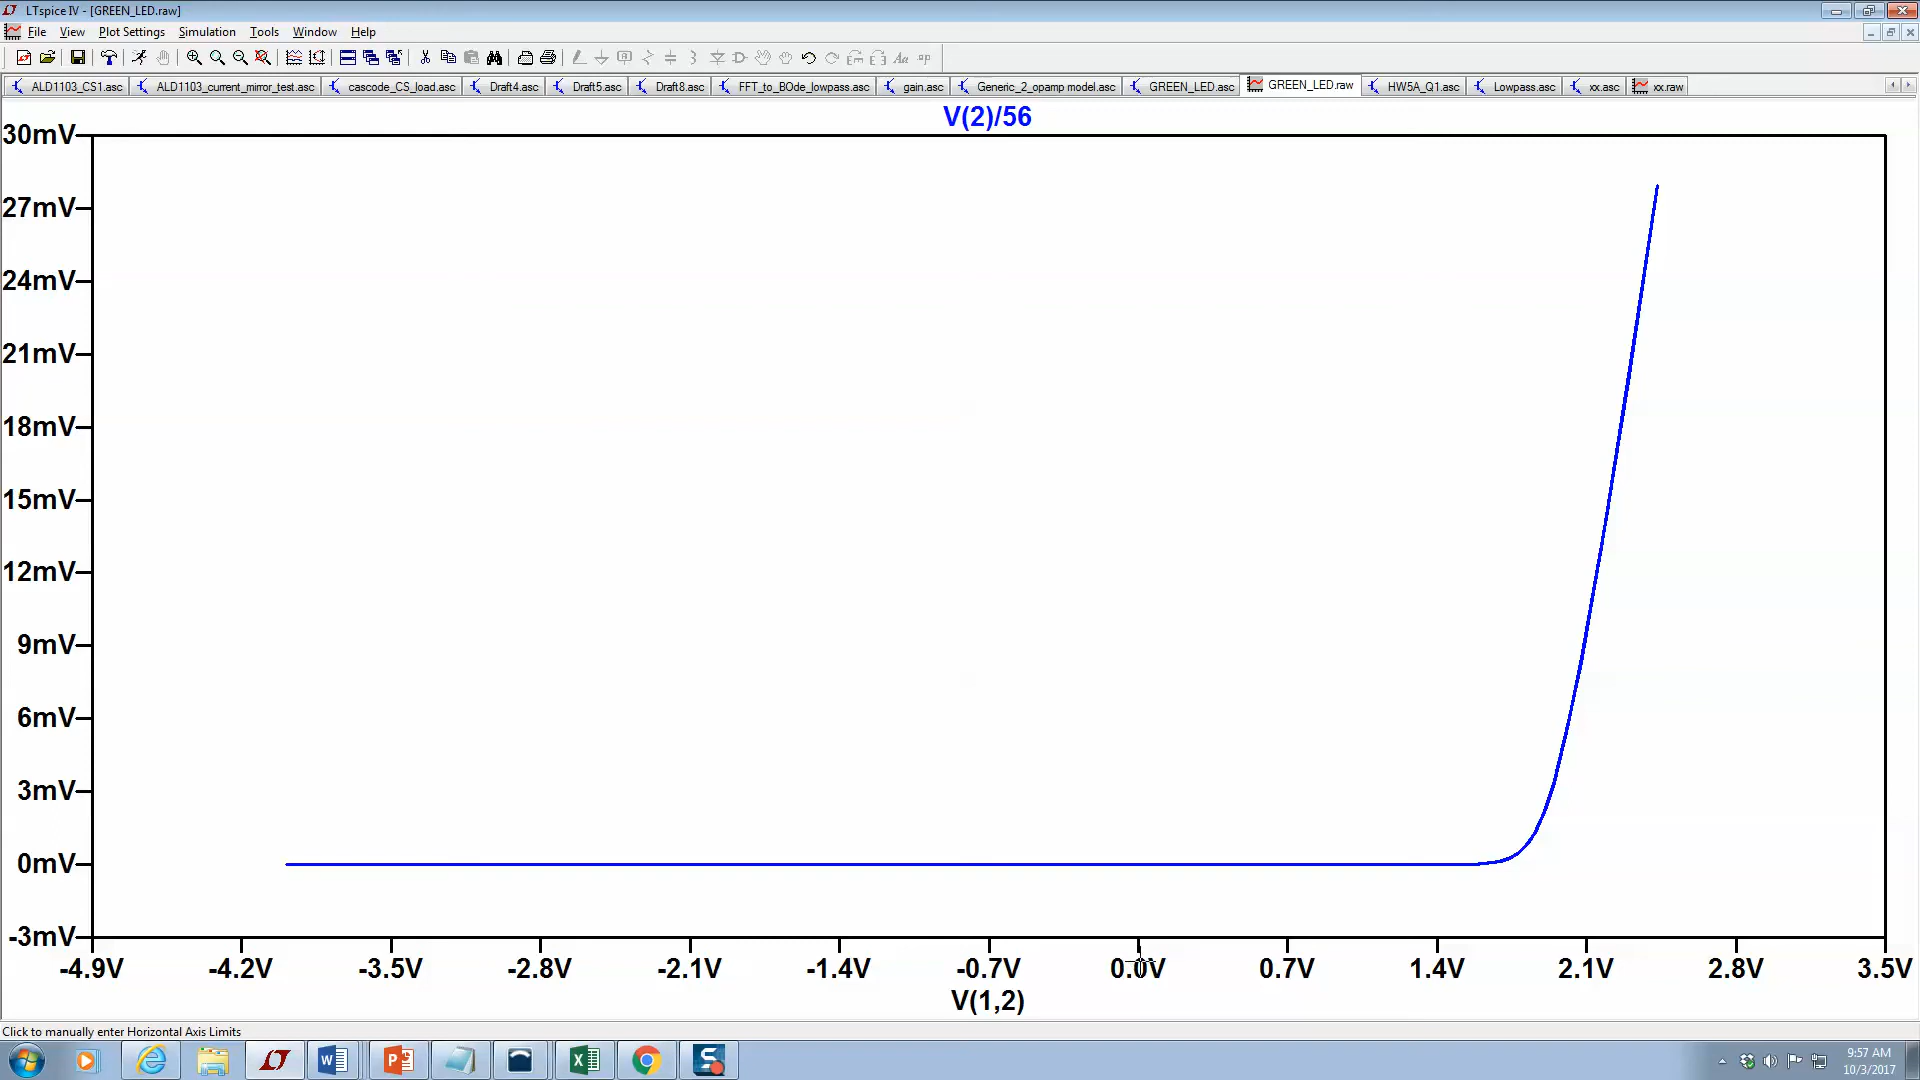 LTspice IV - [GREEN_LED.raw]
File View Plot Settings Simulation Tools Window Help
ALD1103_CS1.asc ALD1103_current_mirror_test.asc cascode_CS_load.asc Draft4.asc Draft5.asc Draft8.asc FFT_to_BOde_lowpass.asc gain.asc Generic_2_opamp model.asc GREEN_LED.asc GREEN_LED.raw HW5A_Q1.asc Lowpass.asc xx.asc xx.raw
V(2)/56
30mV
27mV
24mV
21mV
18mV
15mV
12mV
9mV
6mV
3mV
0mV
-3mV
-4.9V -4.2V -3.5V -2.8V -2.1V -1.4V -0.7V 0.0V 0.7V 1.4V 2.1V 2.8V 3.5V
V(1,2)
Click to manually enter Horizontal Axis Limits
9:57 AM
10/3/2017